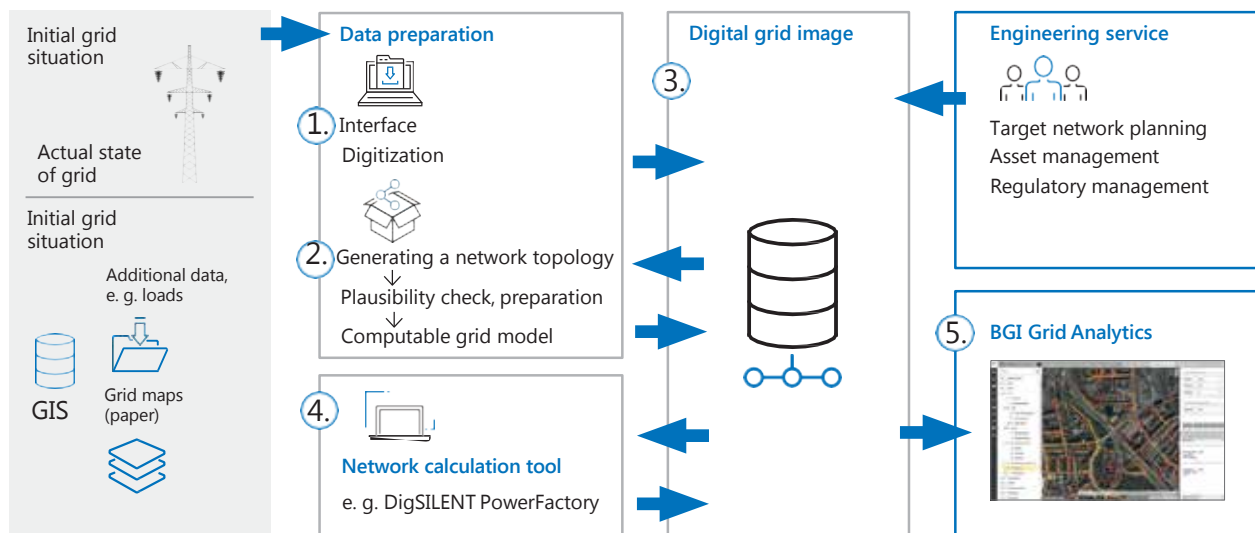 Initial grid
situation
Actual state
of grid
Initial grid
situation
Additional data,
e. g. loads
GIS
Grid maps
(paper)
Data preparation
1.
Interface
Digitization
2.
Generating a network topology
Plausibility check, preparation
Computable grid model
4.
Network calculation tool
e. g. DigSILENT PowerFactory
Digital grid image
3.
Engineering service
Target network planning
Asset management
Regulatory management
5.
BGI Grid Analytics